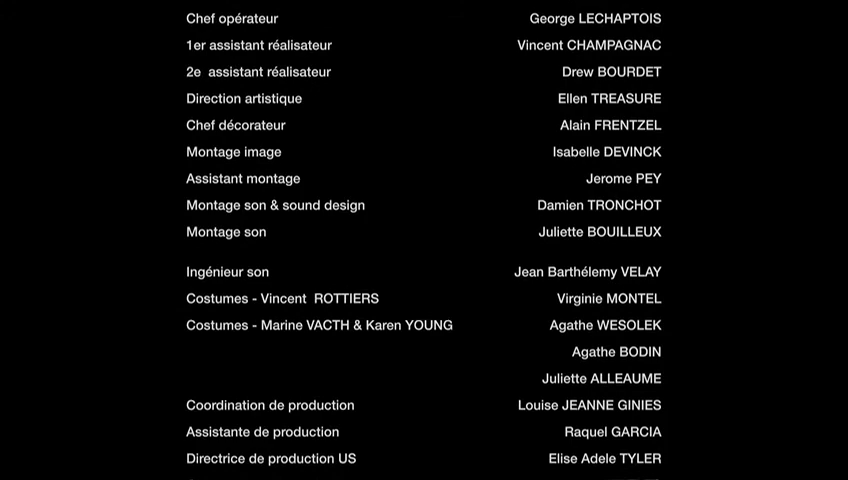 Chef opérateur George LECHAPTOIS
1er assistant réalisateur Vincent CHAMPAGNAC
2e assistant réalisateur Drew BOURDET
Direction artistique Ellen TREASURE
Chef décorateur Alain FRENTZEL
Montage image Isabelle DEVINCK
Assistant montage Jerome PEY
Montage son & sound design Damien TRONCHOT
Montage son Juliette BOUILLEUX
Ingénieur son Jean Barthélemy VELAY
Costumes - Vincent ROTTIERS Virginie MONTEL
Costumes - Marine VACTH & Karen YOUNG Agathe WESOLEK
Agathe BODIN
Juliette ALLEAUME
Coordination de production Louise JEANNE GINIES
Assistante de production Raquel GARCIA
Directrice de production US Elise Adele TYLER